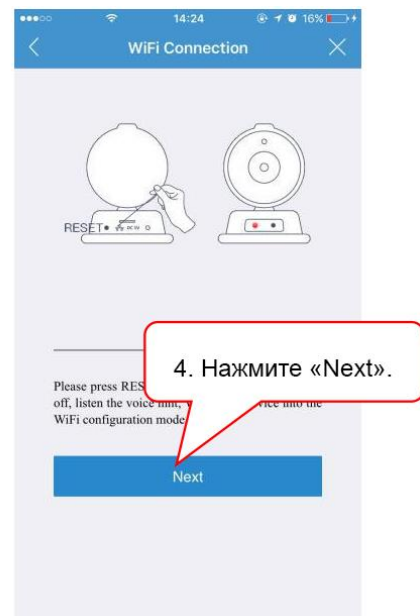 14:24 16%
WiFi Connection
RESET
4. Нажмите «Next».
Please press RES
off, listen the voice hint, vice into the
WiFi configuration mode
Next